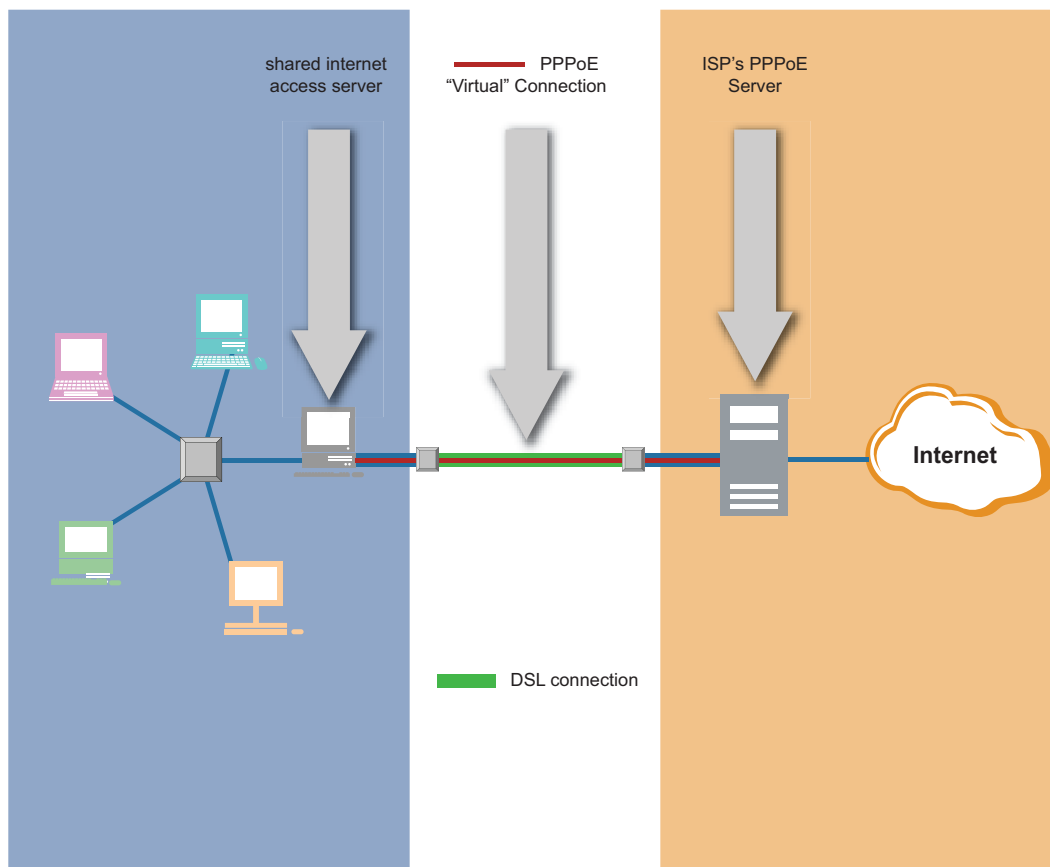 shared internet
access server
PPPoE
“Virtual” Connection
ISP's PPPoE
Server
Internet
DSL connection